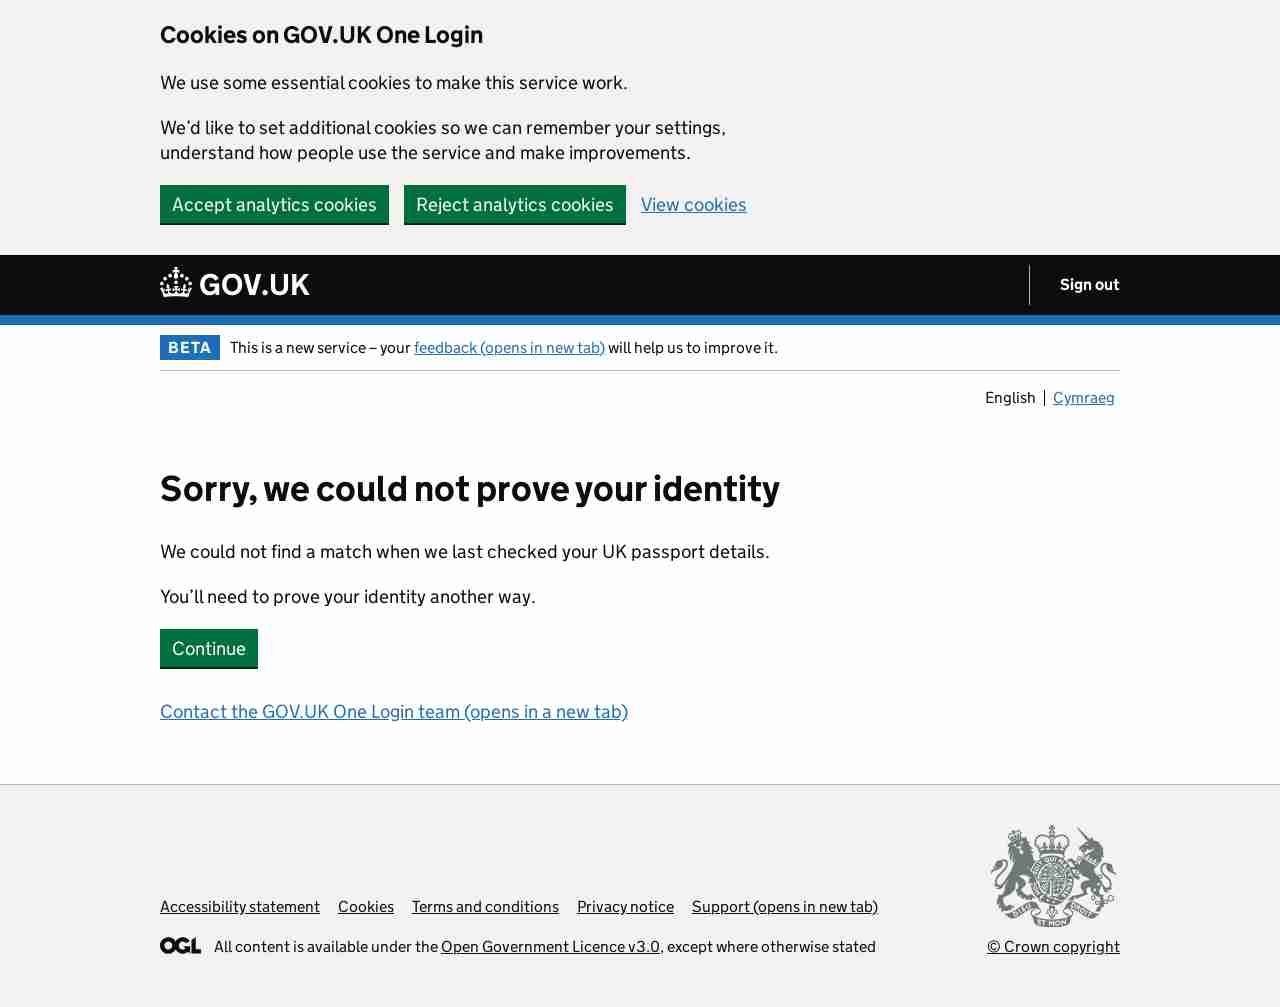 Cookies on GOV.UK One Login
We use some essential cookies to make this service work.
We’d like to set additional cookies so we can remember your settings,
understand how people use the service and make improvements.
Accept analytics cookies Reject analytics cookies View cookies
GOV.UK Sign out
BETA This is a new service – your feedback (opens in new tab) will help us to improve it.
English Cymraeg
Sorry, we could not prove your identity
We could not find a match when we last checked your UK passport details.
You’ll need to prove your identity another way.
Continue
Contact the GOV.UK One Login team (opens in a new tab)
Accessibility statement Cookies Terms and conditions Privacy notice Support (opens in new tab)
OGL All content is available under the Open Government Licence v3.0, except where otherwise stated
© Crown copyright